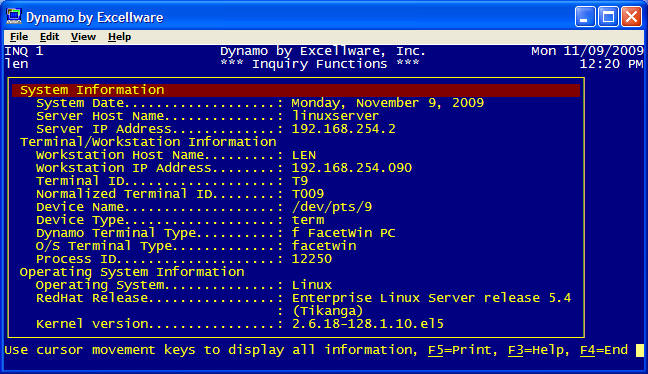 Dynamo by Excellware
File Edit View Help
INQ 1 Dynamo by Excellware, Inc. Mon 11/09/2009
len *** Inquiry Functions *** 12:20 PM
System Information
System Date...................: Monday, November 9, 2009
Server Host Name..............: linuxserver
Server IP Address.............: 192.168.254.2
Terminal/Workstation Information
Workstation Host Name.........: LEN
Workstation IP Address........: 192.168.254.090
Terminal ID...................: T9
Normalized Terminal ID........: T009
Device Name...................: /dev/pts/9
Device Type...................: term
Dynamo Terminal Type..........: f FacetWin PC
O/S Terminal Type.............: facetwin
Process ID....................: 12250
Operating System Information
Operating System..............: Linux
RedHat Release................: Enterprise Linux Server release 5.4
: (Tikanga)
Kernel version................: 2.6.18-128.1.10.el5
Use cursor movement keys to display all information, F5=Print, F3=Help, F4=End